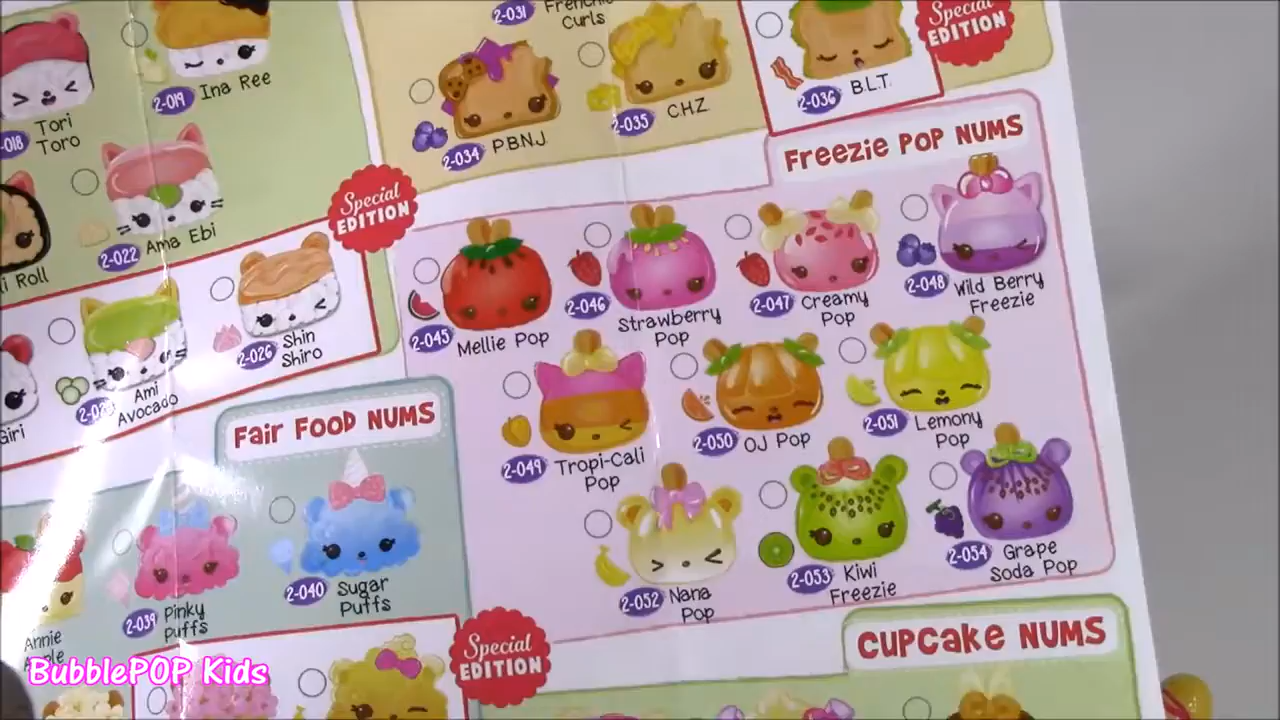 2-031
Frenchie
Curls
Special
EDITION
2-019
Ina Ree
2-034
P.B.N.J.
2-035
CHZ
2-036
B.L.T.
-018
Tori
Toro
2-022
Ama Ebi
Roll
Special
EDITION
Ami
Avocado
2-026
Shin
Shiro
FREEZIE POP NUMS
2-045
Mellie Pop
2-046
Strawberry
Pop
2-047
Creamy
Pop
2-048
Wild Berry
Freezie
2-049
Tropi-Cali
Pop
2-050
OJ Pop
2-051
Lemony
Pop
2-052
Nana
Pop
2-053
Kiwi
Freezie
2-054
Grape
Soda Pop
FAIR FOOD NUMS
Annie
2-039
Pinky
Puffs
2-040
Sugar
Puffs
Special
EDITION
CUPCAKE NUMS
BubblePOP Kids